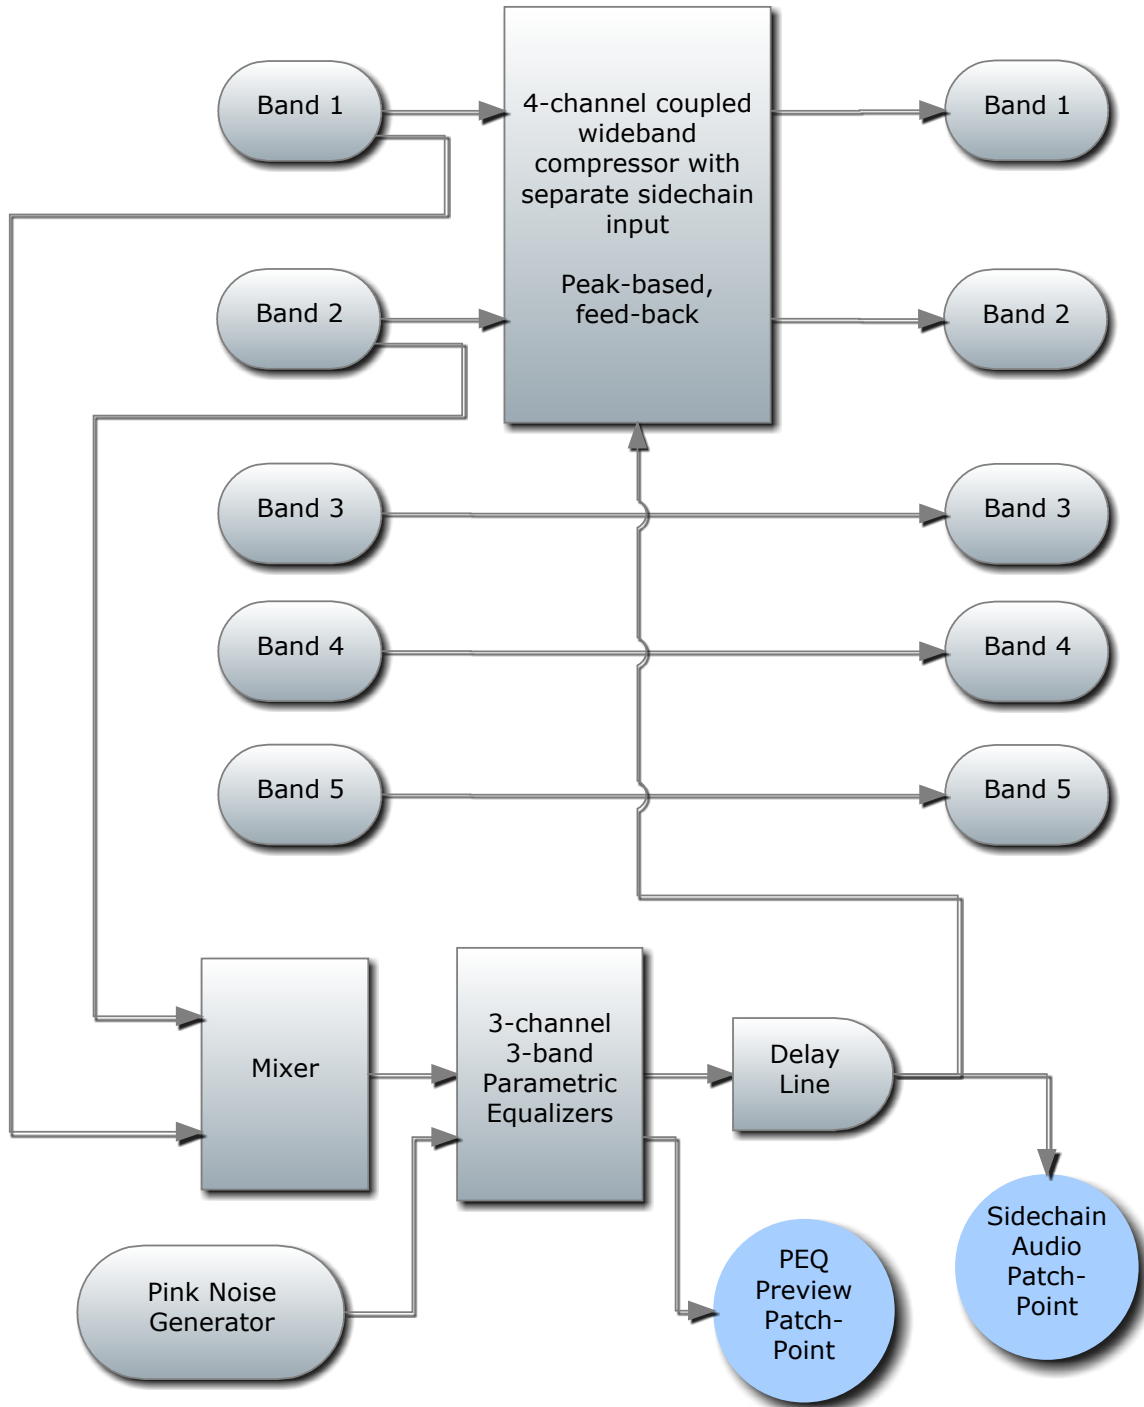 Band 1
4-channel coupled
wideband
compressor with
separate sidechain
input
Peak-based,
feed-back
Band 1
Band 2
Band 2
Band 3
Band 3
Band 4
Band 4
Band 5
Band 5
Mixer
3-channel
3-band
Parametric
Equalizers
Delay
Line
Pink Noise
Generator
PEQ
Preview
Patch-
Point
Sidechain
Audio
Patch-
Point